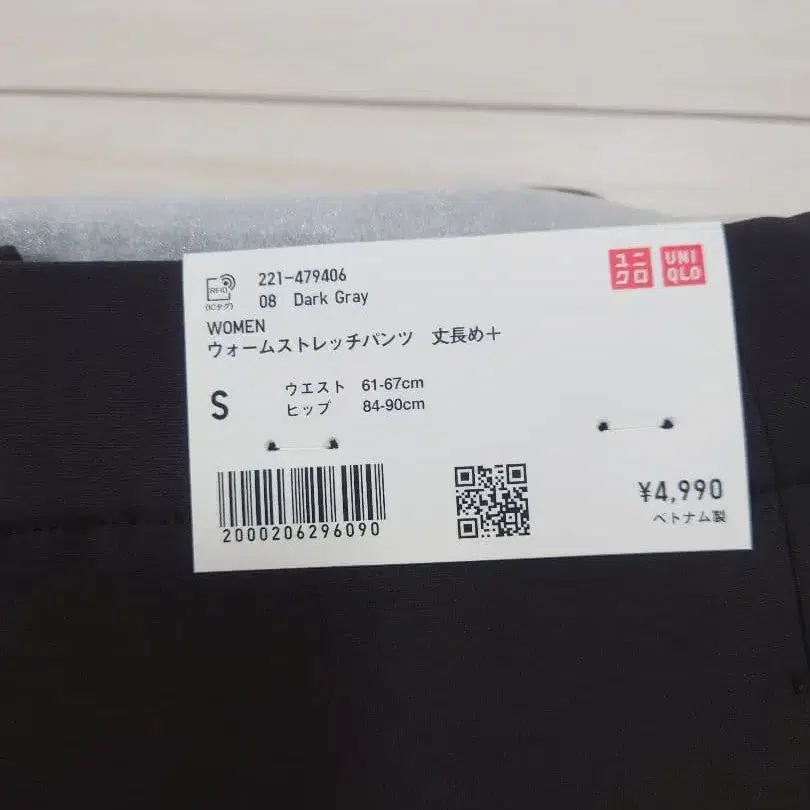 221-479406
08 Dark Gray
RFID
(ICタグ)
ユニクロ
UNIQLO
WOMEN
ウォームストレッチパンツ 丈長め＋
S
ウエスト 61-67cm
ヒップ 84-90cm
2000206296090
¥4,990
ベトナム製